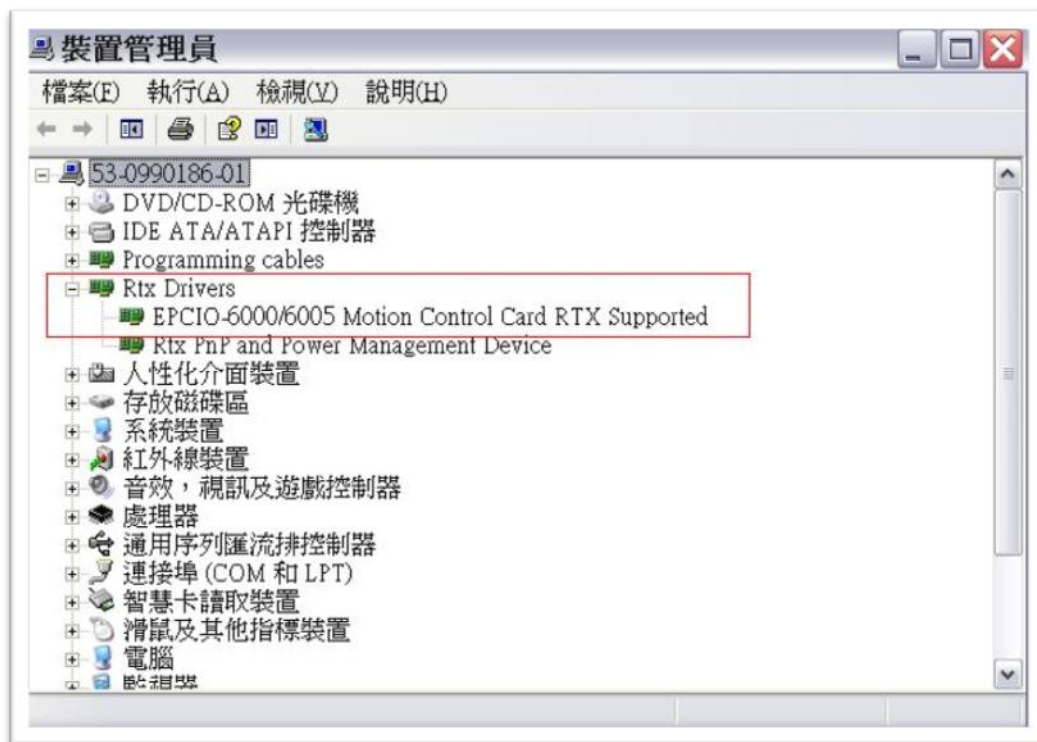 裝置管理員
檔案(F) 執行(A) 檢視(V) 說明(H)
53-0990186-01
DVD/CD-ROM 光碟機
IDE ATA/ATAPI 控制器
Programming cables
Rtx Drivers
EPCIO-6000/6005 Motion Control Card RTX Supported
Rtx PnP and Power Management Device
人性化介面裝置
存放磁碟區
系統裝置
紅外線裝置
音效，視訊及遊戲控制器
處理器
通用序列匯流排控制器
連接埠 (COM 和 LPT)
智慧卡讀取裝置
滑鼠及其他指標裝置
電腦
監視器